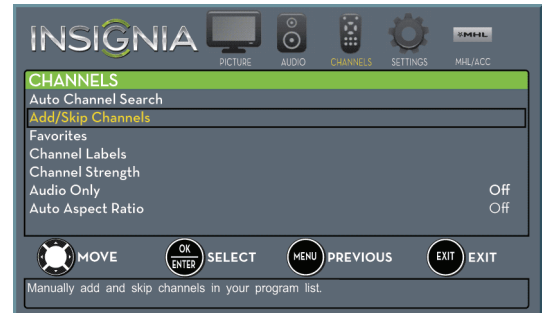 INSIGNIA
PICTURE AUDIO CHANNELS SETTINGS MHL MHL/ACC
CHANNELS
Auto Channel Search
Add/Skip Channels
Favorites
Channel Labels
Channel Strength
Audio Only Off
Auto Aspect Ratio Off
MOVE OK ENTER SELECT MENU PREVIOUS EXIT EXIT
Manually add and skip channels in your program list.